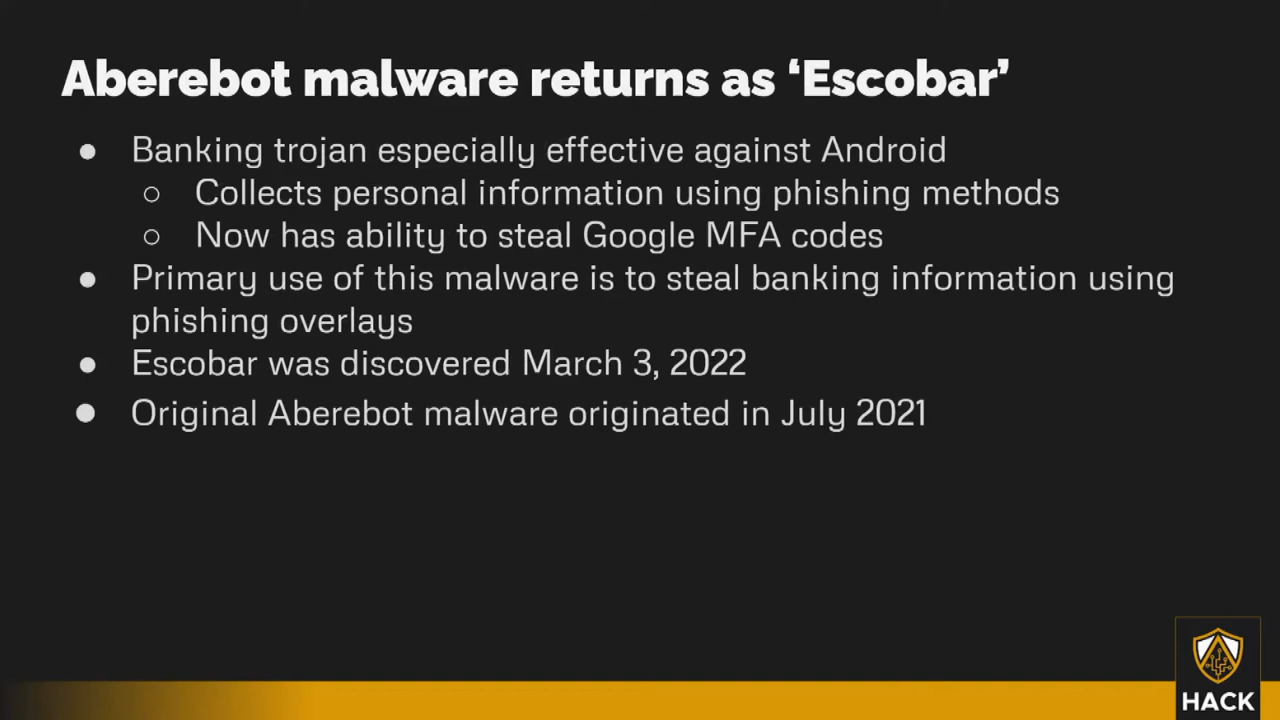 Aberebot malware returns as ‘Escobar’
● Banking trojan especially effective against Android
○ Collects personal information using phishing methods
○ Now has ability to steal Google MFA codes
● Primary use of this malware is to steal banking information using
phishing overlays
● Escobar was discovered March 3, 2022
● Original Aberebot malware originated in July 2021
HACK